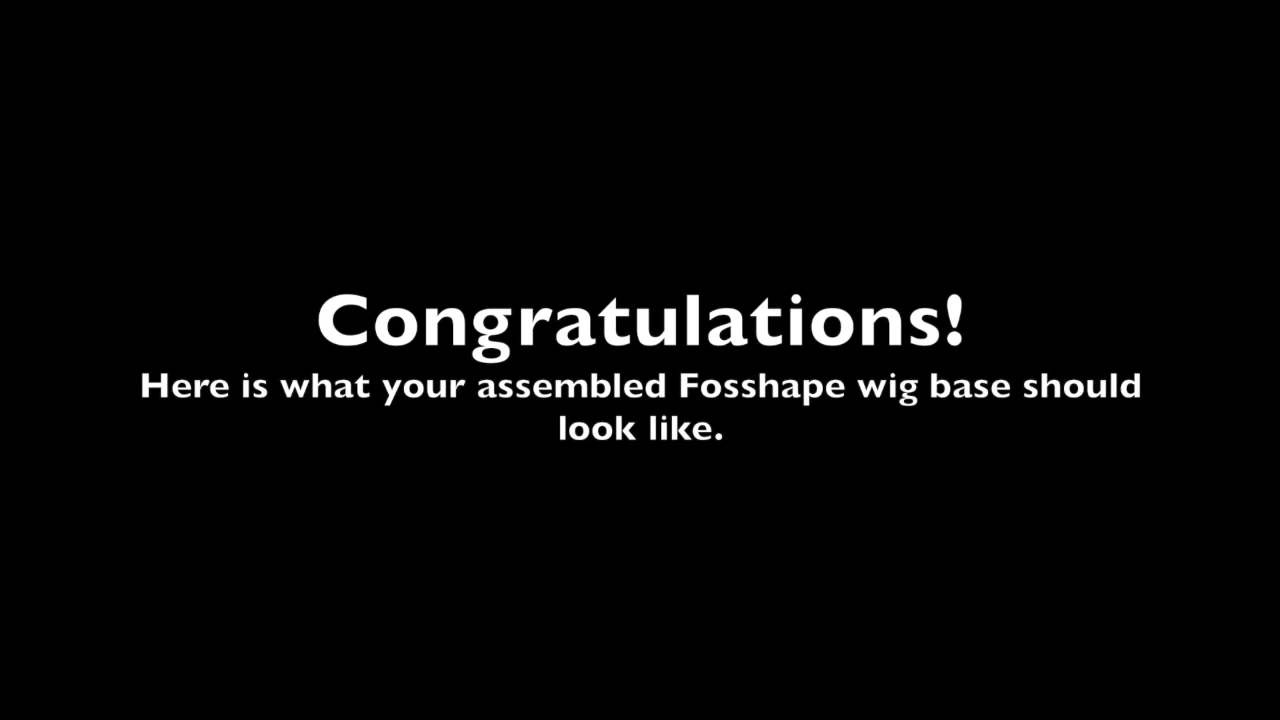 Congratulations!
Here is what your assembled Fosshape wig base should
look like.